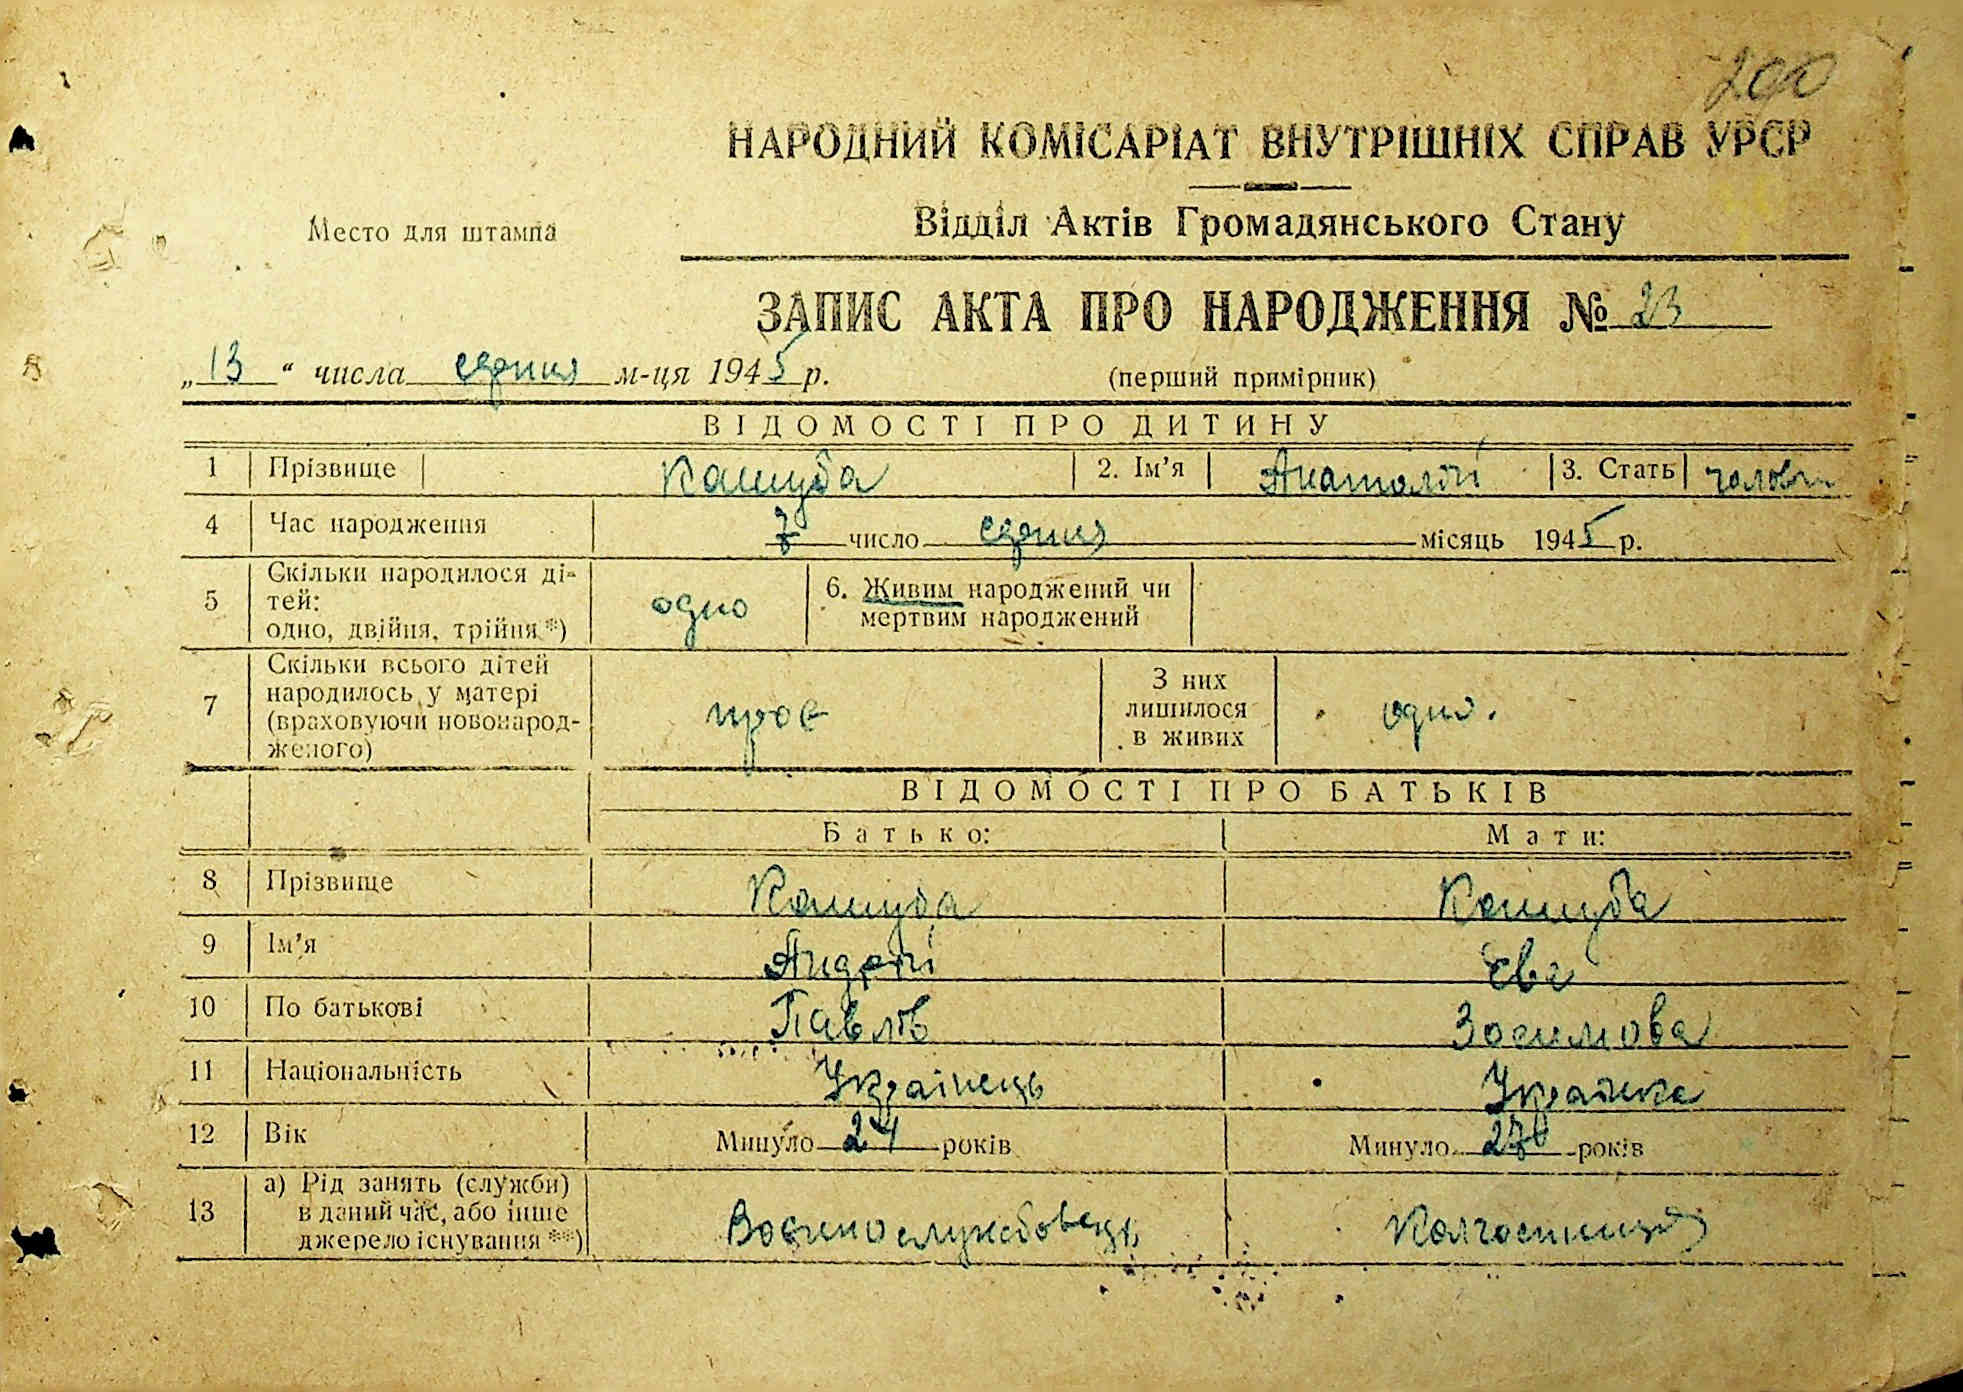 200
НАРОДНИЙ КОМІСАРІАТ ВНУТРІШНІХ СПРАВ УРСР
Место для штампа
Відділ Актів Громадянського Стану
ЗАПИС АКТА ПРО НАРОДЖЕННЯ № 23
„13“ числа серпня м-ця 1945 р. (перший примірник)
ВІДОМОСТІ ПРО ДИТИНУ
1 Прізвище Кашуба 2. Ім'я Анатолій 3. Стать чолов
4 Час народження 7 число серпня місяць 1945 р.
5 Скільки народилося ді-
тей:
одно, двійня, трійня *) одно 6. Живим народжений чи
мертвим народжений
7 Скільки всього дітей
народилось у матері
(враховуючи новонарод-
женого) троє З них
лишилося
в живих одно.
ВІДОМОСТІ ПРО БАТЬКІВ
Батько: Мати:
8 Прізвище Кашуба Кашуба
9 Ім'я Андрій Єва
10 По батькові Павлов Зосимова
11 Національність Українець Українка
12 Вік Минуло 24 років Минуло років
13 а) Рід занять (служби)
в даний час, або інше
джерело існування **) Воєннослужбовець Колгоспниця